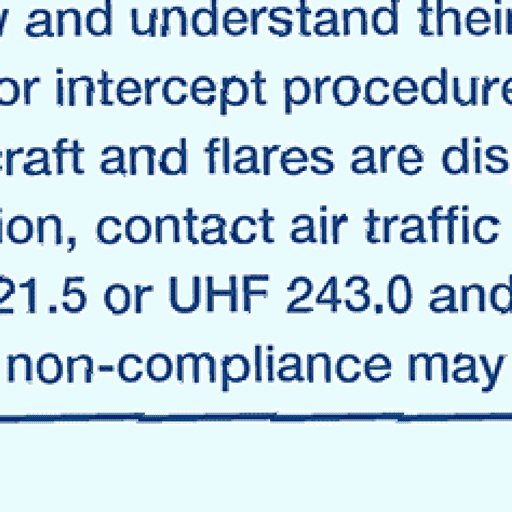 and understand their
or intercept procedure
raft and flares are dis
ion, contact air traffic
21.5 or UHF 243.0 and
non-compliance may